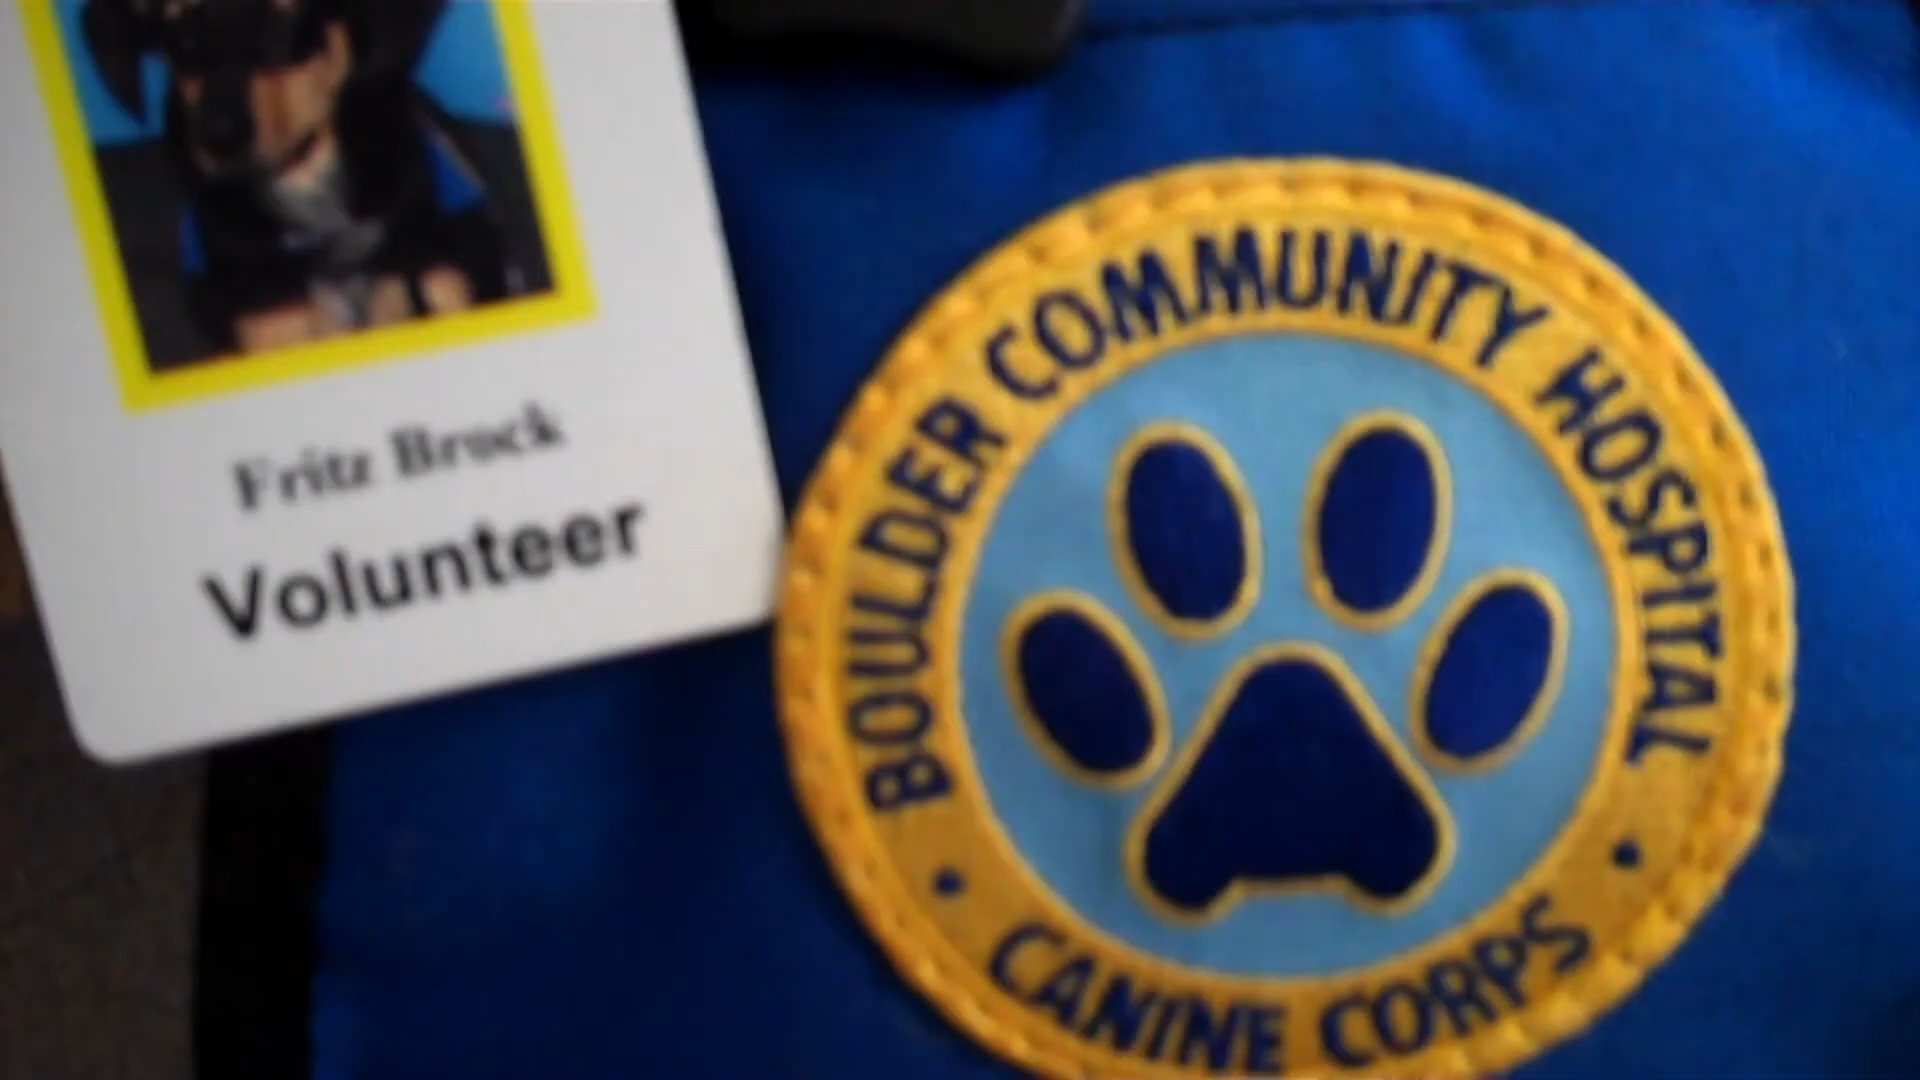 Fritz Brock
Volunteer
BOULDER COMMUNITY HOSPITAL
• CANINE CORPS •